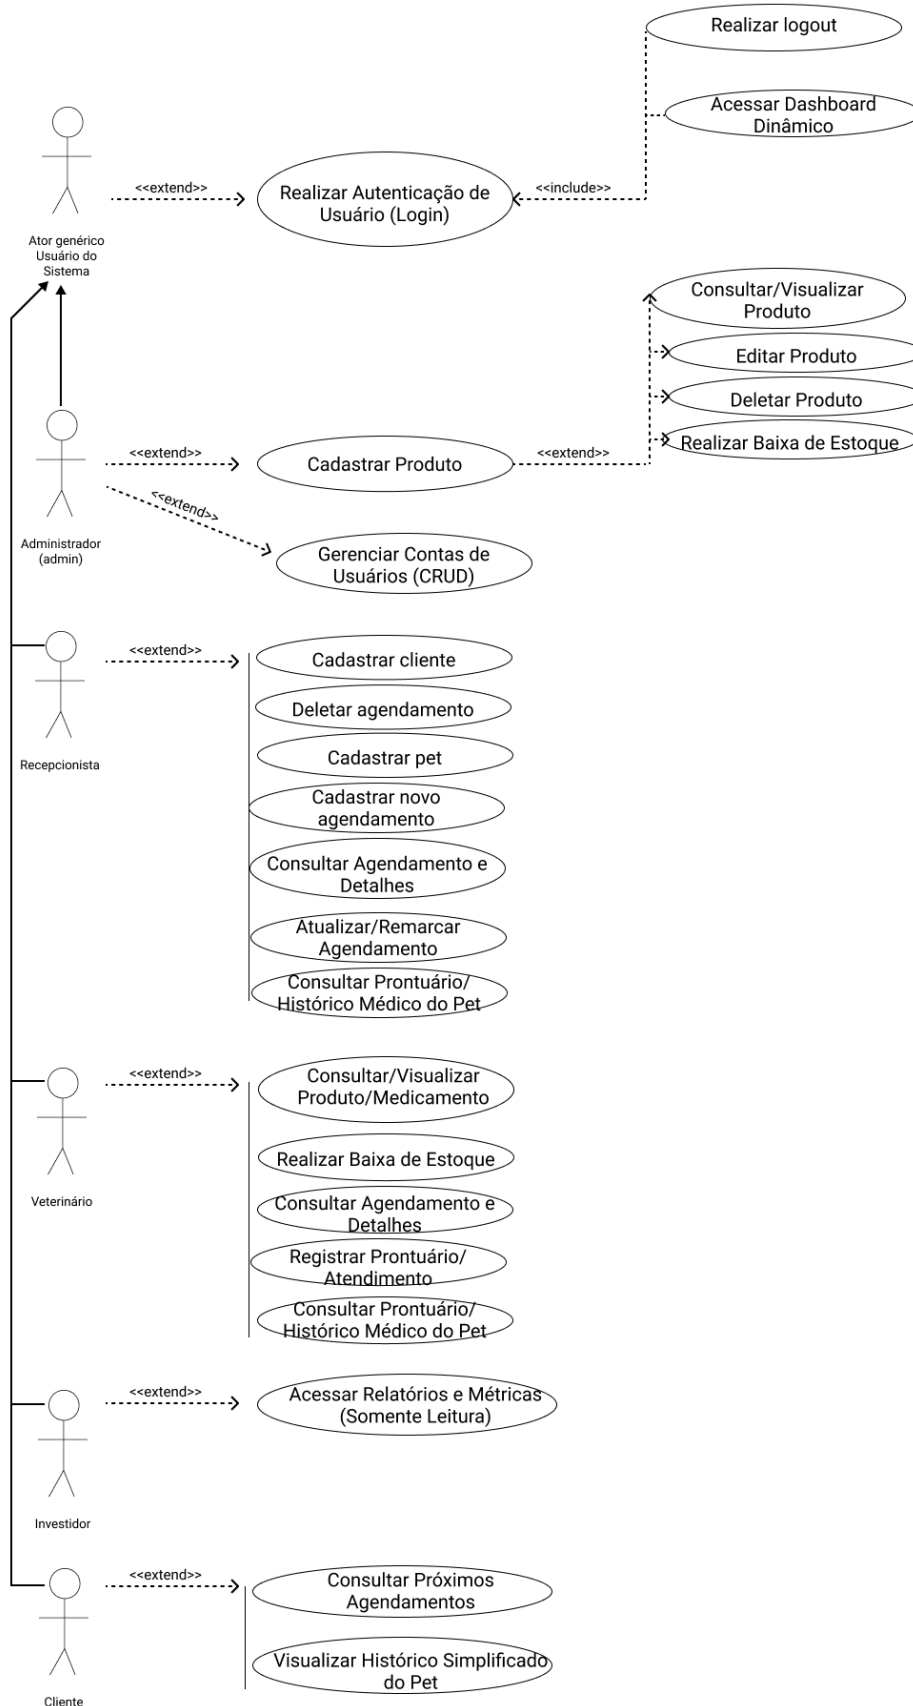 Realizar logout
Acessar Dashboard
Dinâmico
<<extend>>
Realizar Autenticação de
Usuário (Login)
<<include>>
Ator genérico
Usuário do
Sistema
Consultar/Visualizar
Produto
Editar Produto
Deletar Produto
Realizar Baixa de Estoque
<<extend>>
Cadastrar Produto
<<extend>>
<<extend>>
Administrador
(admin)
Gerenciar Contas de
Usuários (CRUD)
<<extend>>
Recepcionista
Cadastrar cliente
Deletar agendamento
Cadastrar pet
Cadastrar novo
agendamento
Consultar Agendamento e
Detalhes
Atualizar/Remarcar
Agendamento
Consultar Prontuário/
Histórico Médico do Pet
<<extend>>
Veterinário
Consultar/Visualizar
Produto/Medicamento
Realizar Baixa de Estoque
Consultar Agendamento e
Detalhes
Registrar Prontuário/
Atendimento
Consultar Prontuário/
Histórico Médico do Pet
<<extend>>
Investidor
Acessar Relatórios e Métricas
(Somente Leitura)
<<extend>>
Cliente
Consultar Próximos
Agendamentos
Visualizar Histórico Simplificado
do Pet